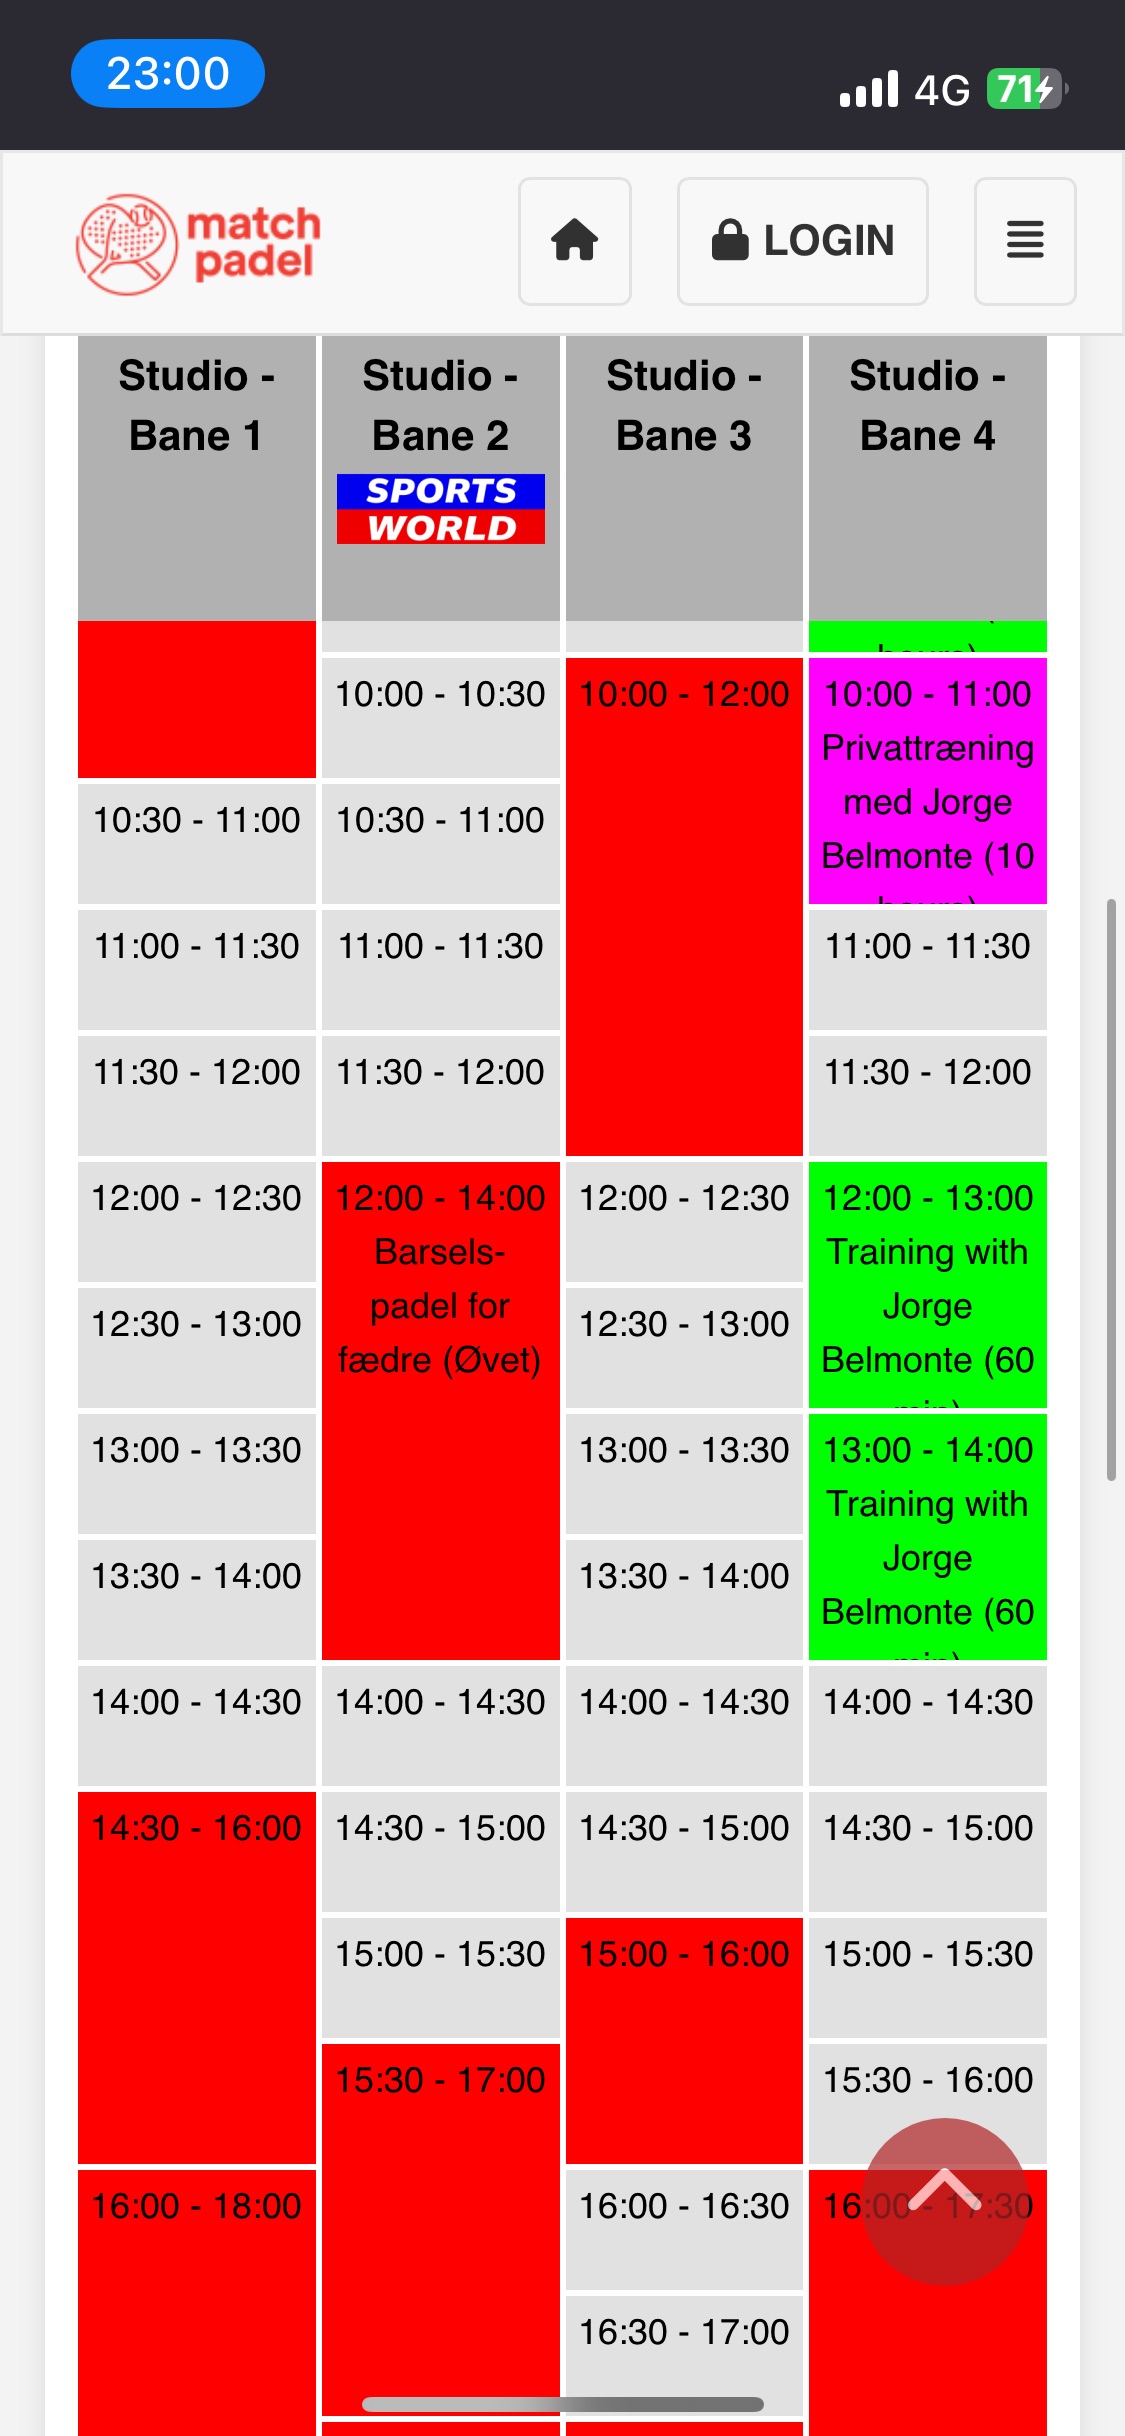 23:00
4G
71
match
padel
LOGIN
Studio -
Bane 1
Studio -
Bane 2
SPORTS
WORLD
Studio -
Bane 3
Studio -
Bane 4
10:30 - 11:00
11:00 - 11:30
11:30 - 12:00
12:00 - 12:30
12:30 - 13:00
13:00 - 13:30
13:30 - 14:00
14:00 - 14:30
14:30 - 16:00
16:00 - 18:00
10:00 - 10:30
10:30 - 11:00
11:00 - 11:30
11:30 - 12:00
12:00 - 14:00
Barsels-
padel for
fædre (Øvet)
14:00 - 14:30
14:30 - 15:00
15:00 - 15:30
15:30 - 17:00
10:00 - 12:00
12:00 - 12:30
12:30 - 13:00
13:00 - 13:30
13:30 - 14:00
14:00 - 14:30
14:30 - 15:00
15:00 - 16:00
16:00 - 16:30
16:30 - 17:00
10:00 - 11:00
Privattræning
med Jorge
Belmonte (10
11:00 - 11:30
11:30 - 12:00
12:00 - 13:00
Training with
Jorge
Belmonte (60
13:00 - 14:00
Training with
Jorge
Belmonte (60
14:00 - 14:30
14:30 - 15:00
15:00 - 15:30
15:30 - 16:00
16:00 - 17:30